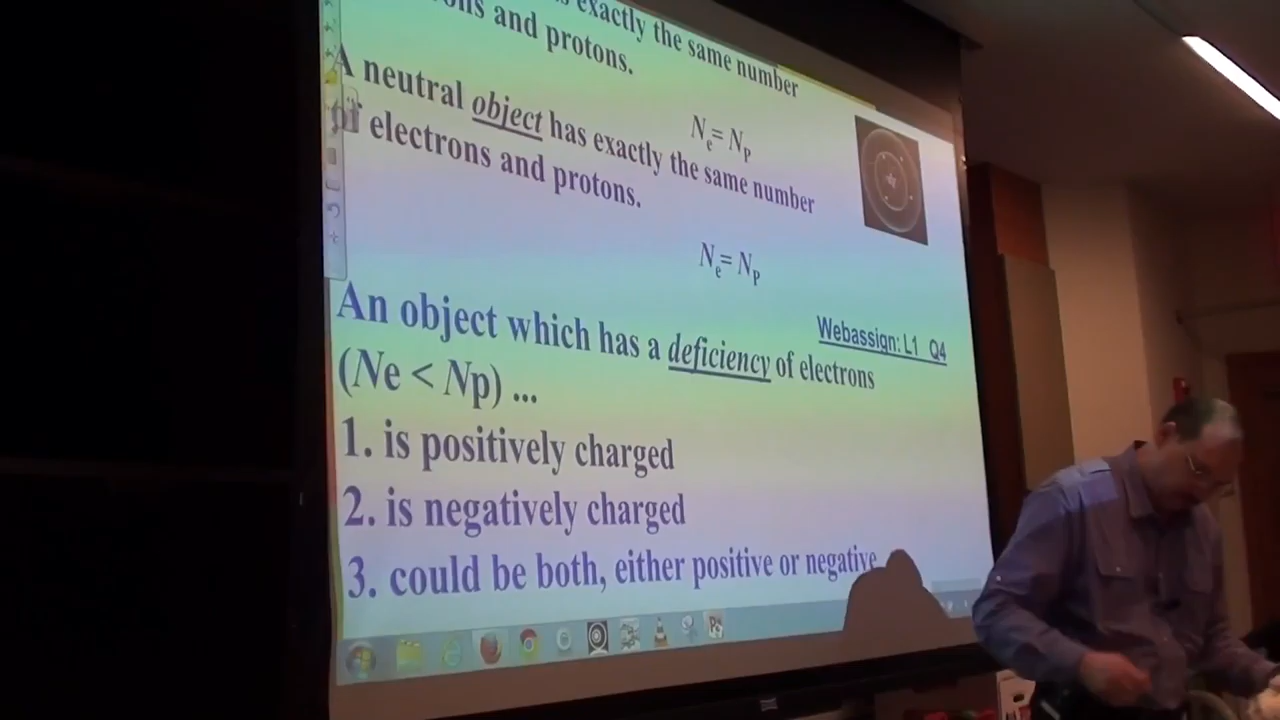 exactly the same number
and protons.
Ne = Np
A neutral object has exactly the same number
of electrons and protons.
Ne = Np
Webassign: L1 Q4
An object which has a deficiency of electrons
(Ne < Np) ...
1. is positively charged
2. is negatively charged
3. could be both, either positive or negative